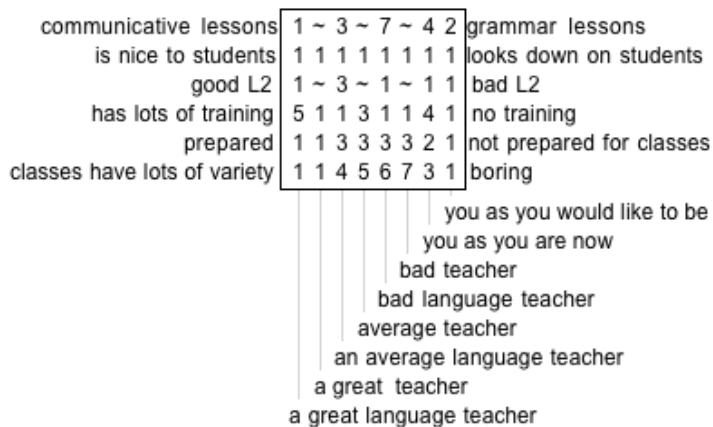 communicative lessons 1 ~ 3 ~ 7 ~ 4 2 grammar lessons
is nice to students 1 1 1 1 1 1 1 1 looks down on students
good L2 1 ~ 3 ~ 1 ~ 1 1 bad L2
has lots of training 5 1 1 3 1 1 4 1 no training
prepared 1 1 3 3 3 3 2 1 not prepared for classes
classes have lots of variety 1 1 4 5 6 7 3 1 boring
you as you would like to be
you as you are now
bad teacher
bad language teacher
average teacher
an average language teacher
a great teacher
a great language teacher